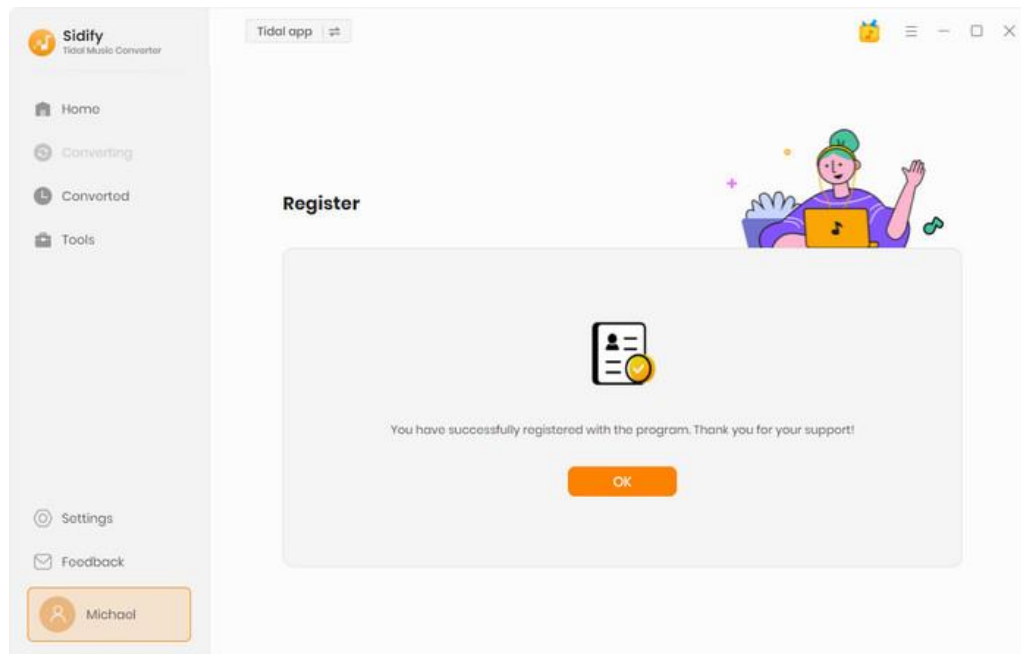 Sidify
Tidal Music Converter
Tidal app
Home
Converting
Converted
Tools
Register
You have successfully registered with the program. Thank you for your support!
OK
Settings
Feedback
Michael